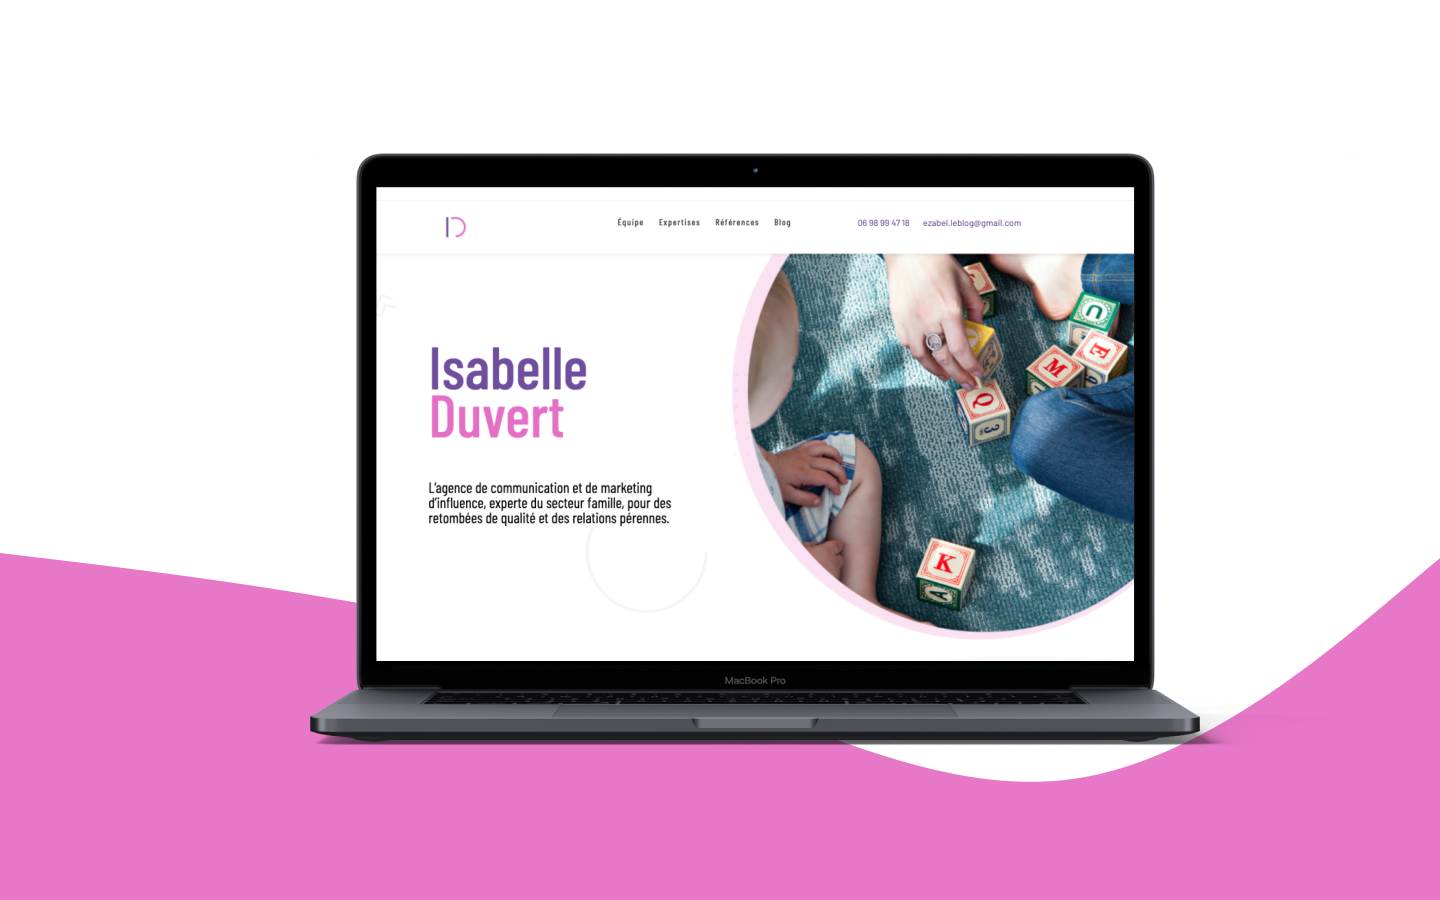 ID
Équipe Expertises Références Blog 06 98 99 47 18 ezabel.leblog@gmail.com
Isabelle
Duvert
L'agence de communication et de marketing
d'influence, experte du secteur famille, pour des
retombées de qualité et des relations pérennes.
U
E
M
Q
3
K
A
MacBook Pro